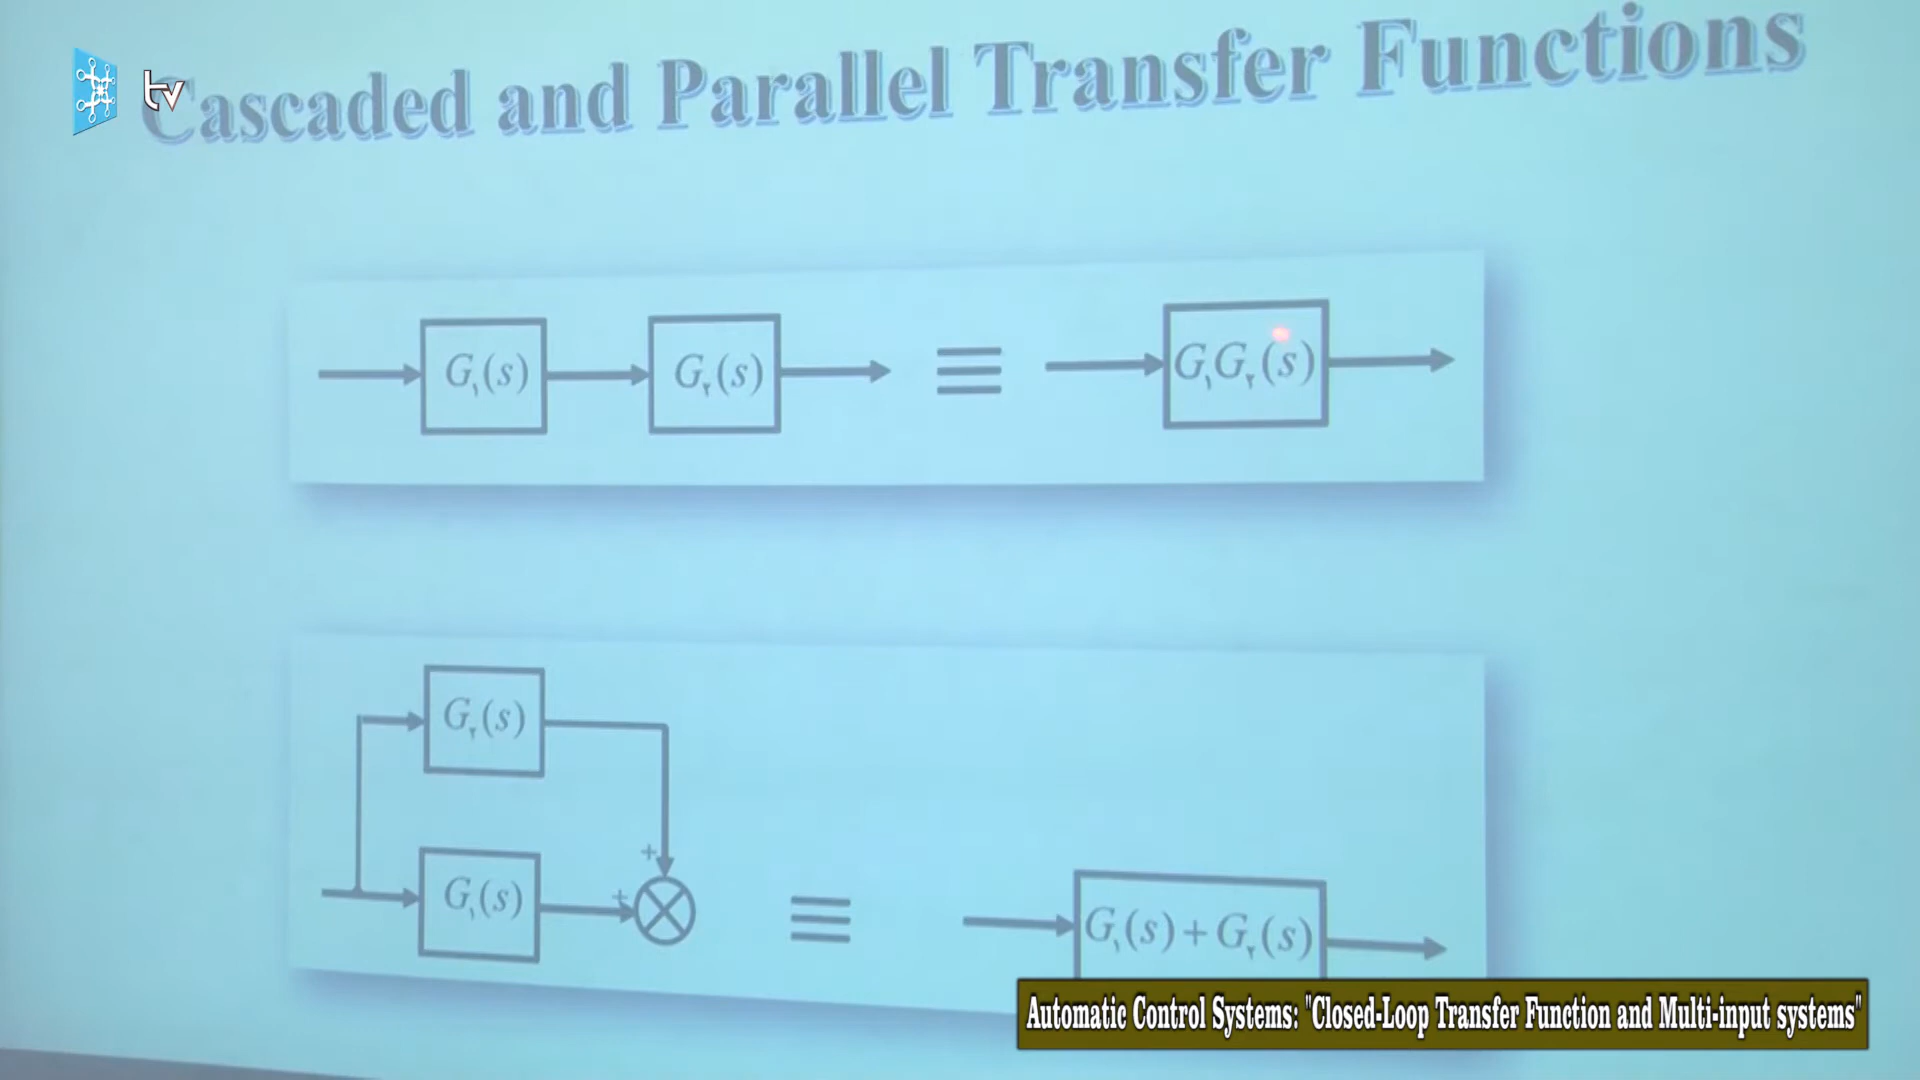 tv
Cascaded and Parallel Transfer Functions
G₁(s) G₂(s) ≡ G₁G₂(s)
G₂(s)
+
G₁(s) + ≡ G₁(s) + G₂(s)
Automatic Control Systems: "Closed-Loop Transfer Function and Multi-input systems"